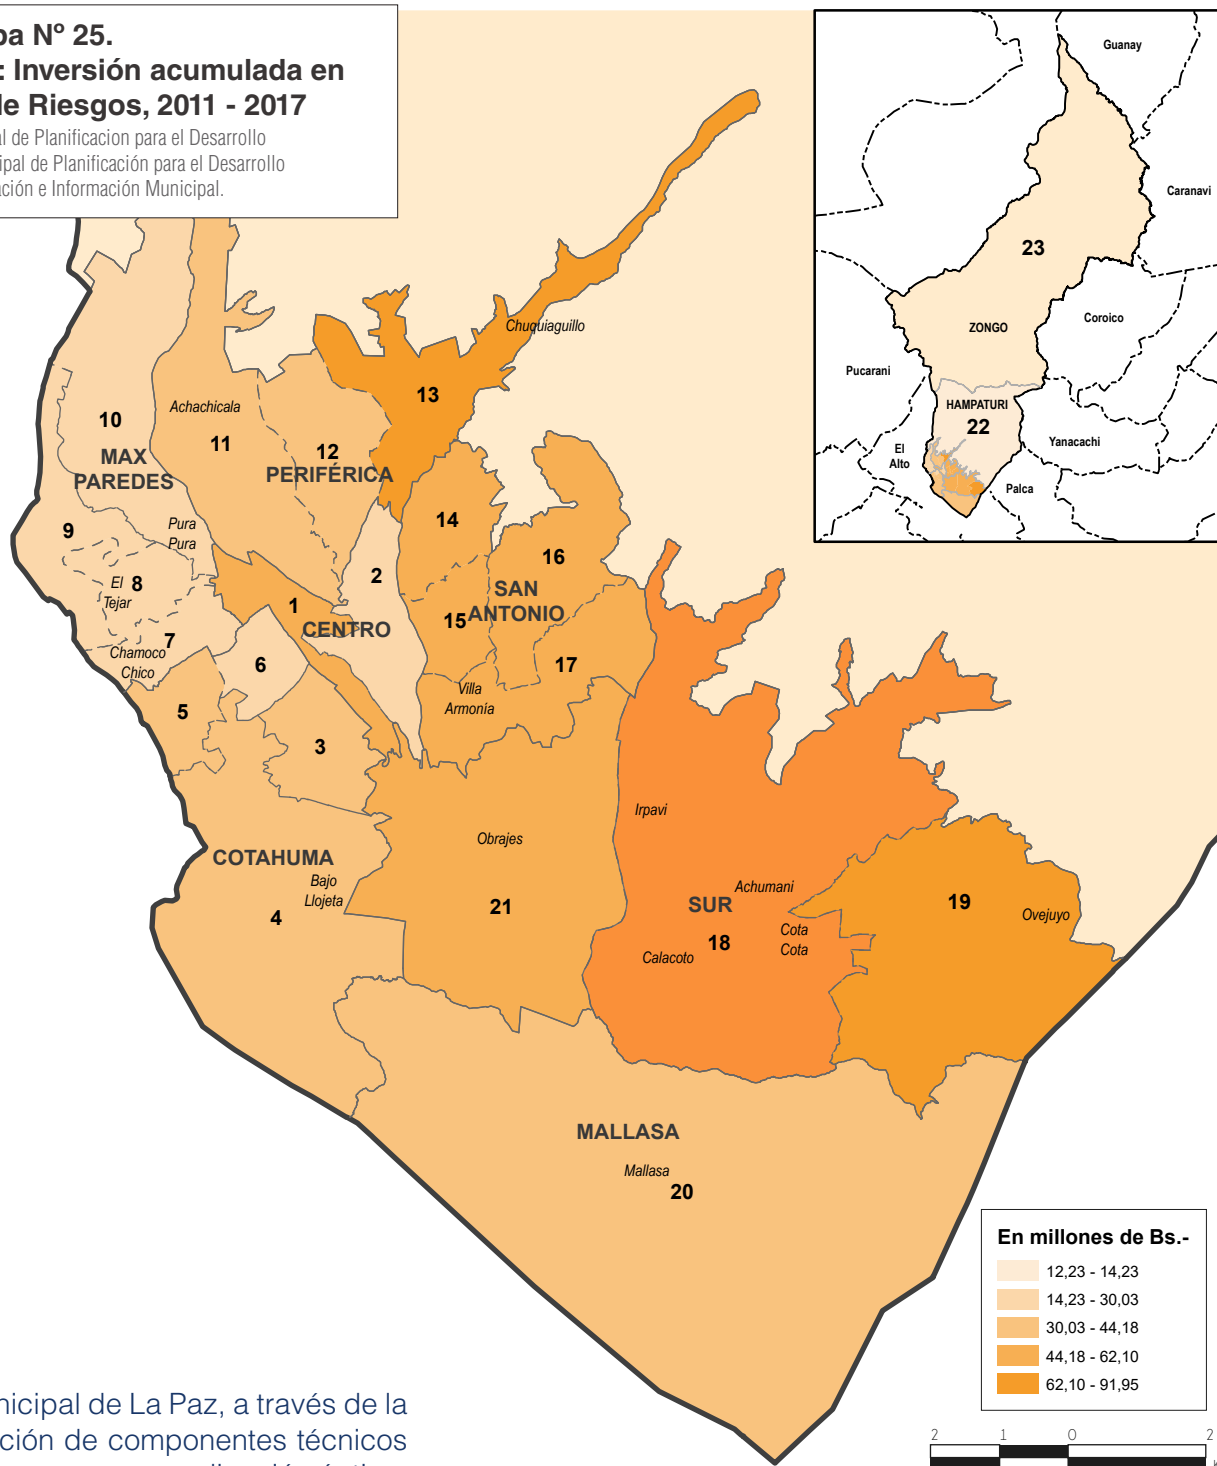 pa Nº 25.
: Inversión acumulada en
de Riesgos, 2011 - 2017
al de Planificacion para el Desarrollo
cipal de Planificación para el Desarrollo
ación e Información Municipal.
Guanay
Caranavi
23
ZONGO
Coroico
Pucarani
HAMPATURI
22
Yanacachi
El
Alto
Palca
Chuquiaguillo
13
10
Achachicala
11
12
MAX
PAREDES
PERIFÉRICA
9
Pura
Pura
14
16
El
Tejar
8
2
SAN
ANTONIO
1
CENTRO
15
7
Chamoco
Chico
6
17
5
Villa
Armonía
3
Irpavi
Obrajes
COTAHUMA
Bajo
Llojeta
4
21
Achumani
SUR
18
Calacoto
Cota
Cota
19
Ovejuyo
MALLASA
Mallasa
20
En millones de Bs.-
12,23 - 14,23
14,23 - 30,03
30,03 - 44,18
44,18 - 62,10
62,10 - 91,95
2 1 0 2
nicipal de La Paz, a través de la
ción de componentes técnicos